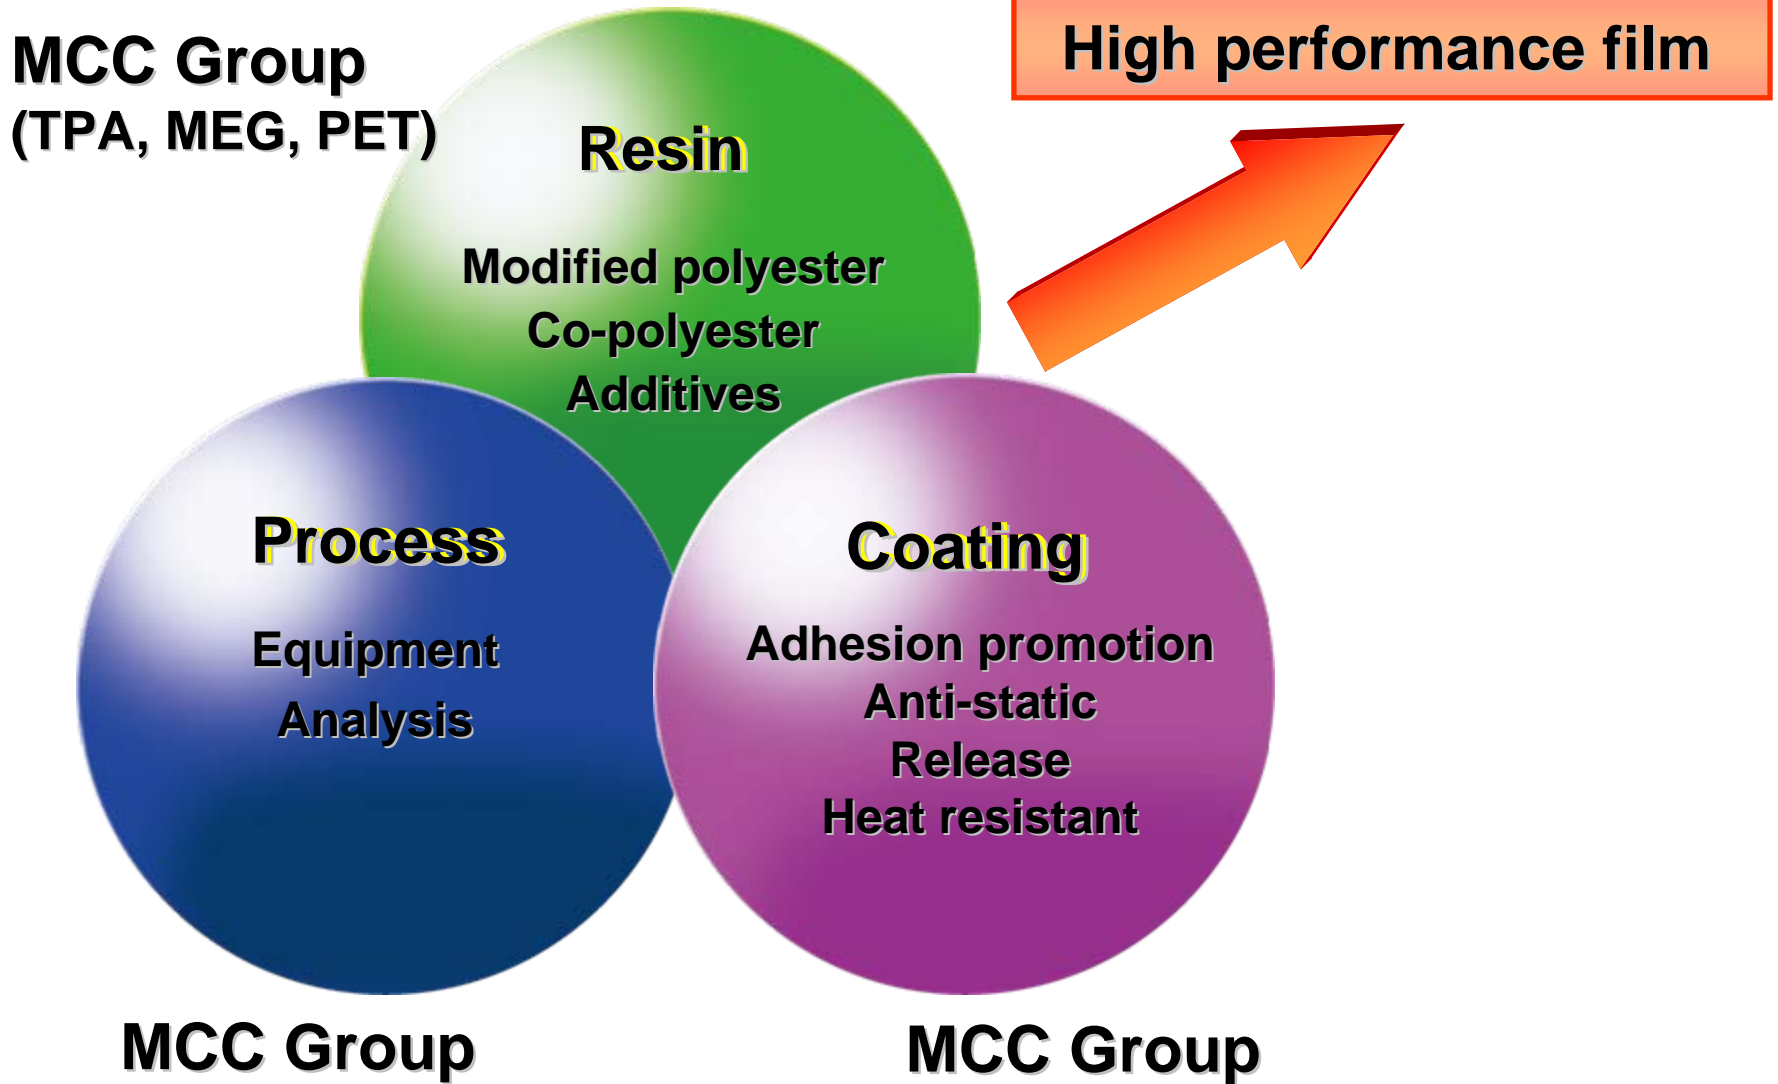 MCC Group
(TPA, MEG, PET)
High performance film
Resin
Modified polyester
Co-polyester
Additives
Process
Equipment
Analysis
Coating
Adhesion promotion
Anti-static
Release
Heat resistant
MCC Group
MCC Group